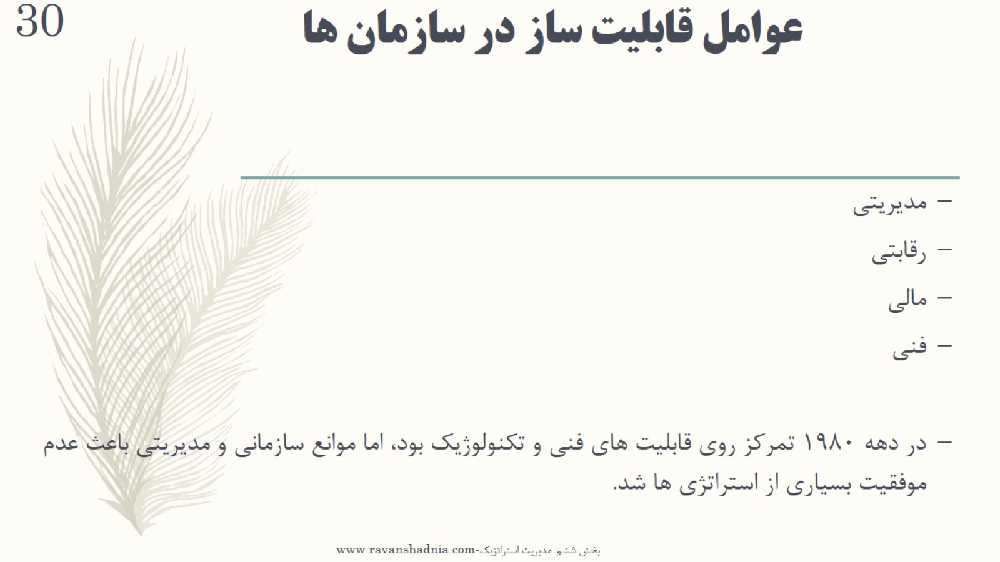 30
عوامل قابلیت ساز در سازمان ها
– مدیریتی
– رقابتی
– مالی
– فنی
– در دهه ۱۹۸۰ تمرکز روی قابلیت های فنی و تکنولوژیک بود، اما موانع سازمانی و مدیریتی باعث عدم
موفقیت بسیاری از استراتژی ها شد.
بخش ششم: مدیریت استراتژیک-www.ravanshadnia.com